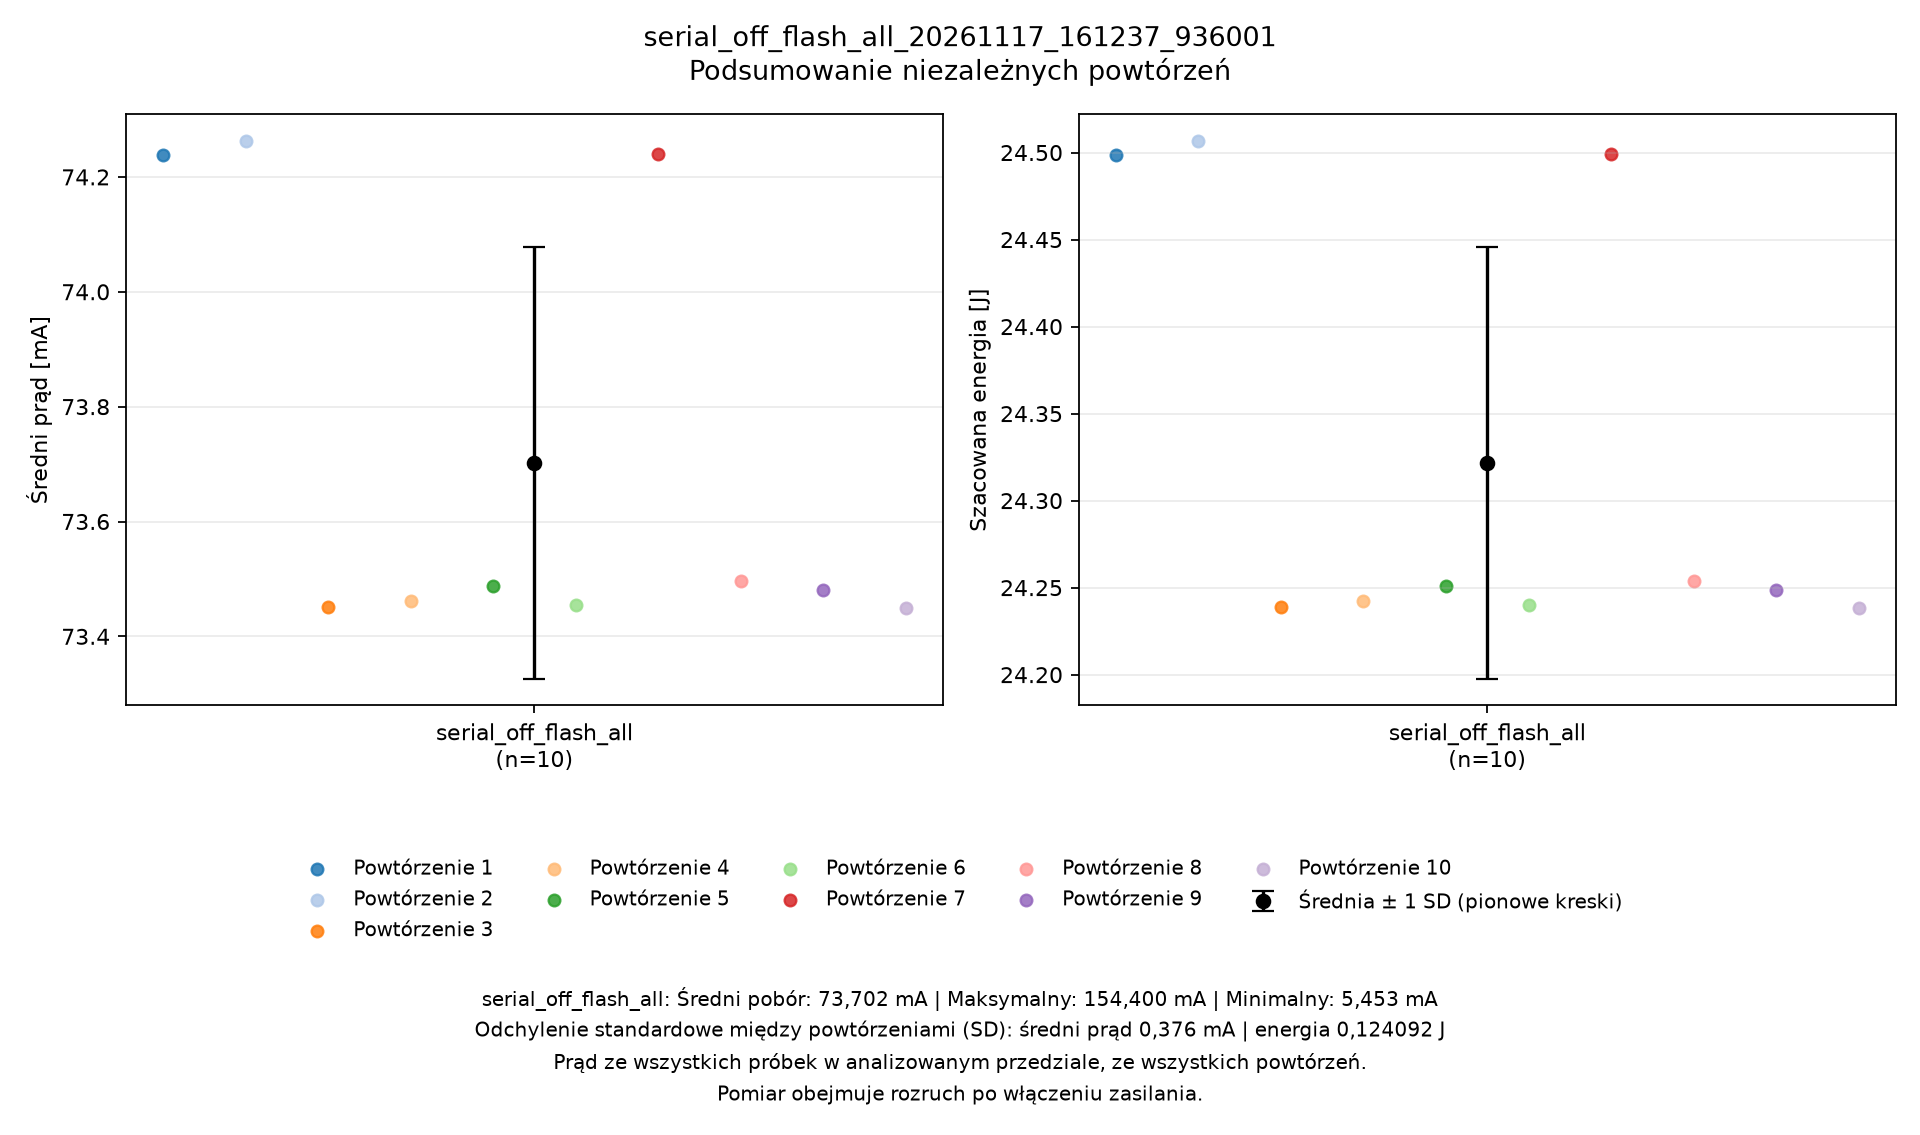 serial_off_flash_all_20261117_161237_936001
Podsumowanie niezależnych powtórzeń
Średni prąd [mA]
74.2
74.0
73.8
73.6
73.4
serial_off_flash_all
(n=10)
Szacowana energia [J]
24.50
24.45
24.40
24.35
24.30
24.25
24.20
serial_off_flash_all
(n=10)
Powtórzenie 1
Powtórzenie 2
Powtórzenie 3
Powtórzenie 4
Powtórzenie 5
Powtórzenie 6
Powtórzenie 7
Powtórzenie 8
Powtórzenie 9
Powtórzenie 10
Średnia ± 1 SD (pionowe kreski)
serial_off_flash_all: Średni pobór: 73,702 mA | Maksymalny: 154,400 mA | Minimalny: 5,453 mA
Odchylenie standardowe między powtórzeniami (SD): średni prąd 0,376 mA | energia 0,124092 J
Prąd ze wszystkich próbek w analizowanym przedziale, ze wszystkich powtórzeń.
Pomiar obejmuje rozruch po włączeniu zasilania.